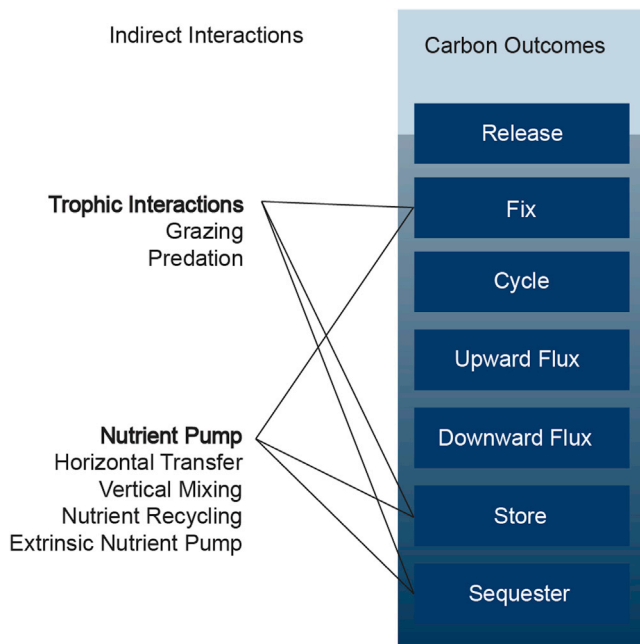 Indirect Interactions
Carbon Outcomes
Release
Trophic Interactions
Grazing
Predation
Fix
Cycle
Upward Flux
Nutrient Pump
Horizontal Transfer
Vertical Mixing
Nutrient Recycling
Extrinsic Nutrient Pump
Downward Flux
Store
Sequester